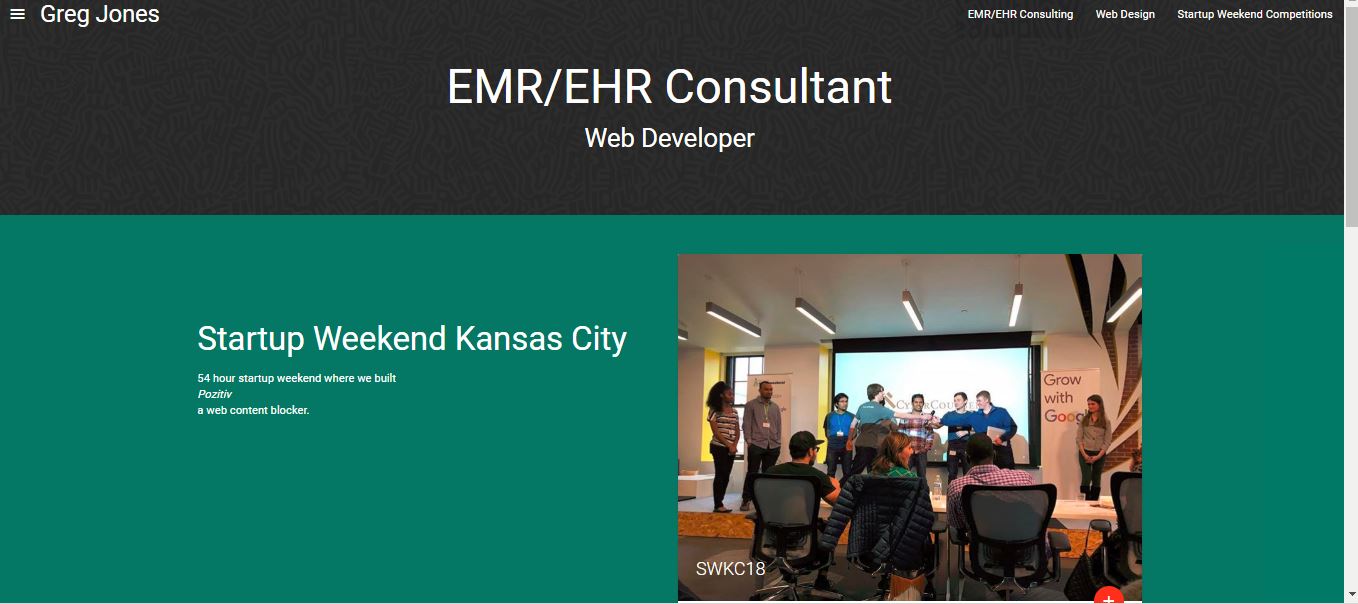 Greg Jones
EMR/EHR Consulting
Web Design
Startup Weekend Competitions
EMR/EHR Consultant
Web Developer
Startup Weekend Kansas City
54 hour startup weekend where we built
Pozitiv
a web content blocker.
Grow
with
Google
SWKC18
+